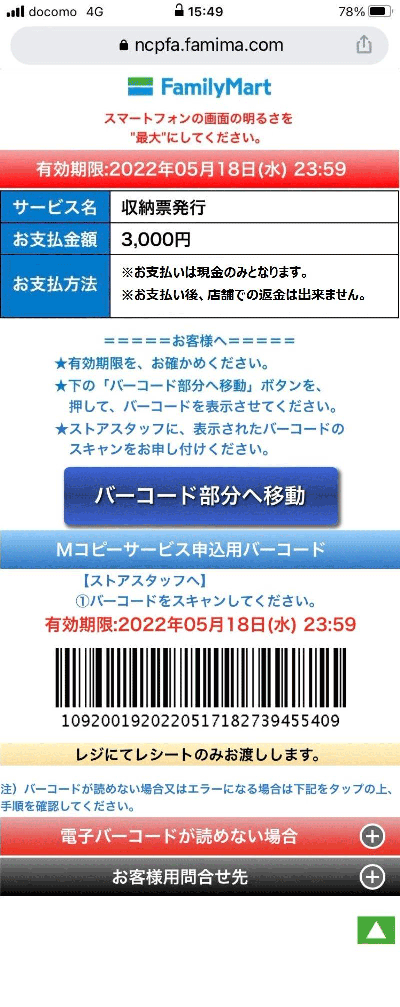 docomo 4G 15:49 78%
ncpfa.famima.com
FamilyMart
スマートフォンの画面の明るさを
"最大"にしてください。
有効期限:2022年05月18日(水) 23:59
サービス名 収納票発行
お支払金額 3,000円
お支払方法
※お支払いは現金のみとなります。
※お支払い後、店舗での返金は出来ません。
＝＝＝＝＝お客様へ＝＝＝＝＝
★有効期限を、お確かめください。
★下の「バーコード部分へ移動」ボタンを、
押して、バーコードを表示させてください。
★ストアスタッフに、表示されたバーコードの
スキャンをお申し付けください。
バーコード部分へ移動
Mコピーサービス申込用バーコード
【ストアスタッフへ】
①バーコードをスキャンしてください。
有効期限:2022年05月18日(水) 23:59
10920019202205171827394554​09
レジにてレシートのみお渡しします。
注）バーコードが読めない場合又はエラーになる場合は下記をタップの上、
手順を確認してください。
電子バーコードが読めない場合
お客様用問合せ先